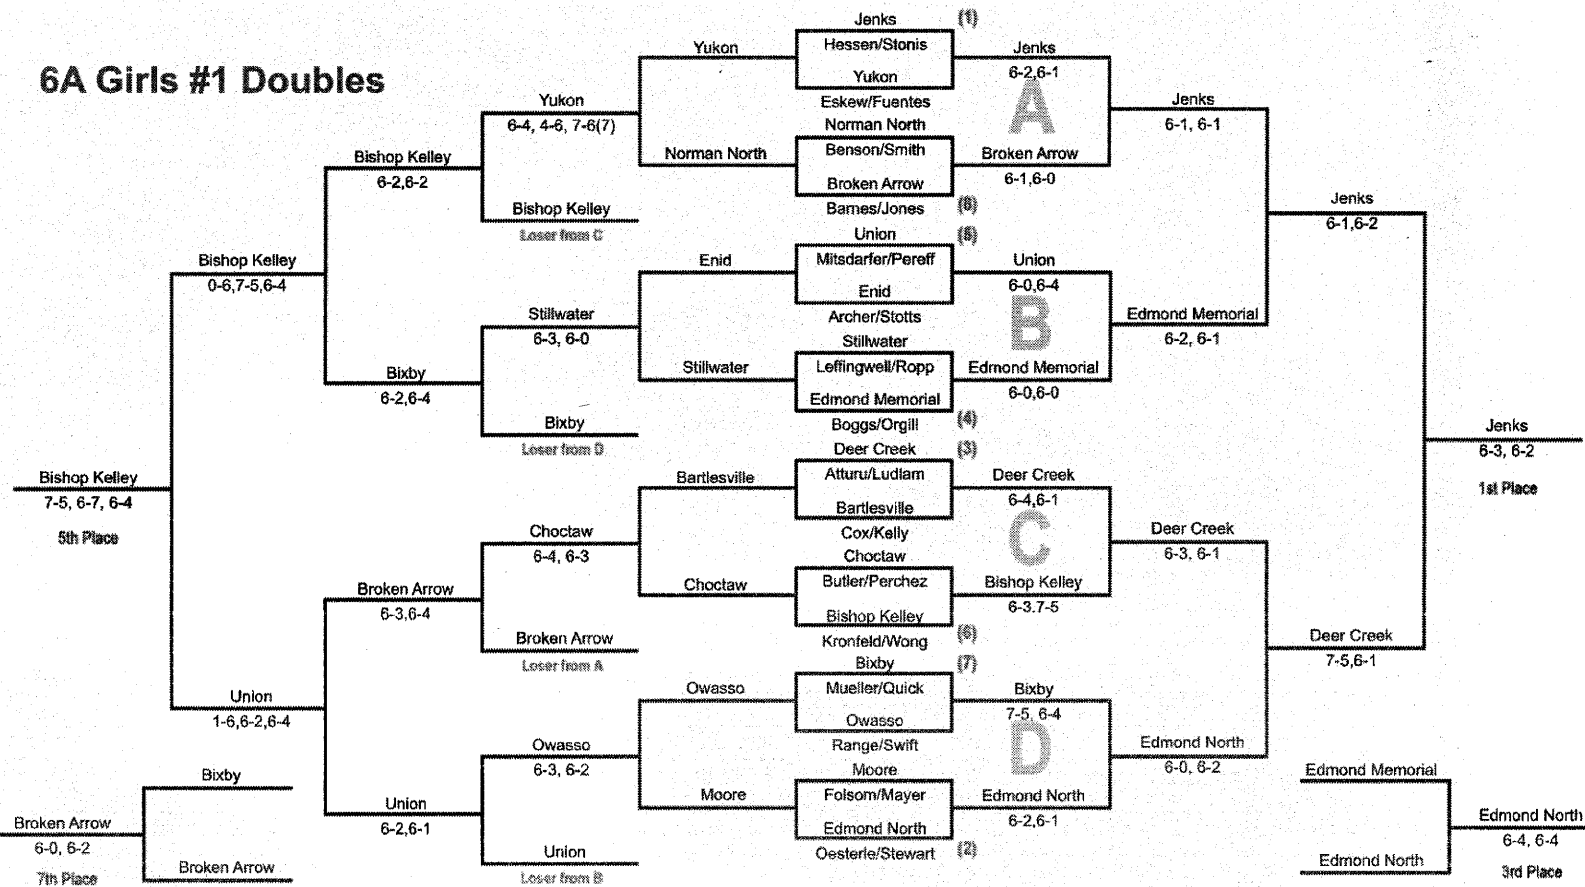 6A Girls #1 Doubles
Jenks (1)
Hessen/Stonis
Yukon
Eskew/Fuentes
Norman North
Benson/Smith
Broken Arrow
Barnes/Jones
Union (5)
Mitsdarfer/Pereff
Enid
Archer/Stotts
Stillwater
Leffingwell/Ropp
Edmond Memorial
Boggs/Orgill (4)
Deer Creek (3)
Atturu/Ludlam
Bartlesville
Cox/Kelly
Choctaw
Butler/Perchez
Bishop Kelley
Kronfeld/Wong (6)
Bixby (7)
Mueller/Quick
Owasso
Range/Swift
Moore
Folsom/Mayer
Edmond North
Oesterle/Stewart (2)
Jenks
6-2,6-1
A
Broken Arrow
6-1,6-0
Union
6-0,6-4
B
Edmond Memorial
6-0,6-0
Deer Creek
6-4,6-1
C
Bishop Kelley
6-3.7-5
Bixby
7-5, 6-4
D
Edmond North
6-2,6-1
Jenks
6-1, 6-1
Edmond Memorial
6-2, 6-1
Deer Creek
6-3, 6-1
Edmond North
6-0, 6-2
Jenks
6-1,6-2
Deer Creek
7-5,6-1
Jenks
6-3, 6-2
1st Place
Edmond Memorial
Edmond North
Edmond North
6-4, 6-4
3rd Place
Yukon
Norman North
Enid
Stillwater
Bartlesville
Choctaw
Owasso
Moore
Yukon
6-4, 4-6, 7-6(7)
Bishop Kelley
Loser from C
Stillwater
6-3, 6-0
Bixby
Loser from D
Choctaw
6-4, 6-3
Broken Arrow
Loser from A
Owasso
6-3, 6-2
Union
Loser from B
Bishop Kelley
6-2,6-2
Bixby
6-2,6-4
Broken Arrow
6-3,6-4
Union
6-2,6-1
Bishop Kelley
0-6,7-5,6-4
Union
1-6,6-2,6-4
Bishop Kelley
7-5, 6-7, 6-4
5th Place
Bixby
Broken Arrow
Broken Arrow
6-0, 6-2
7th Place